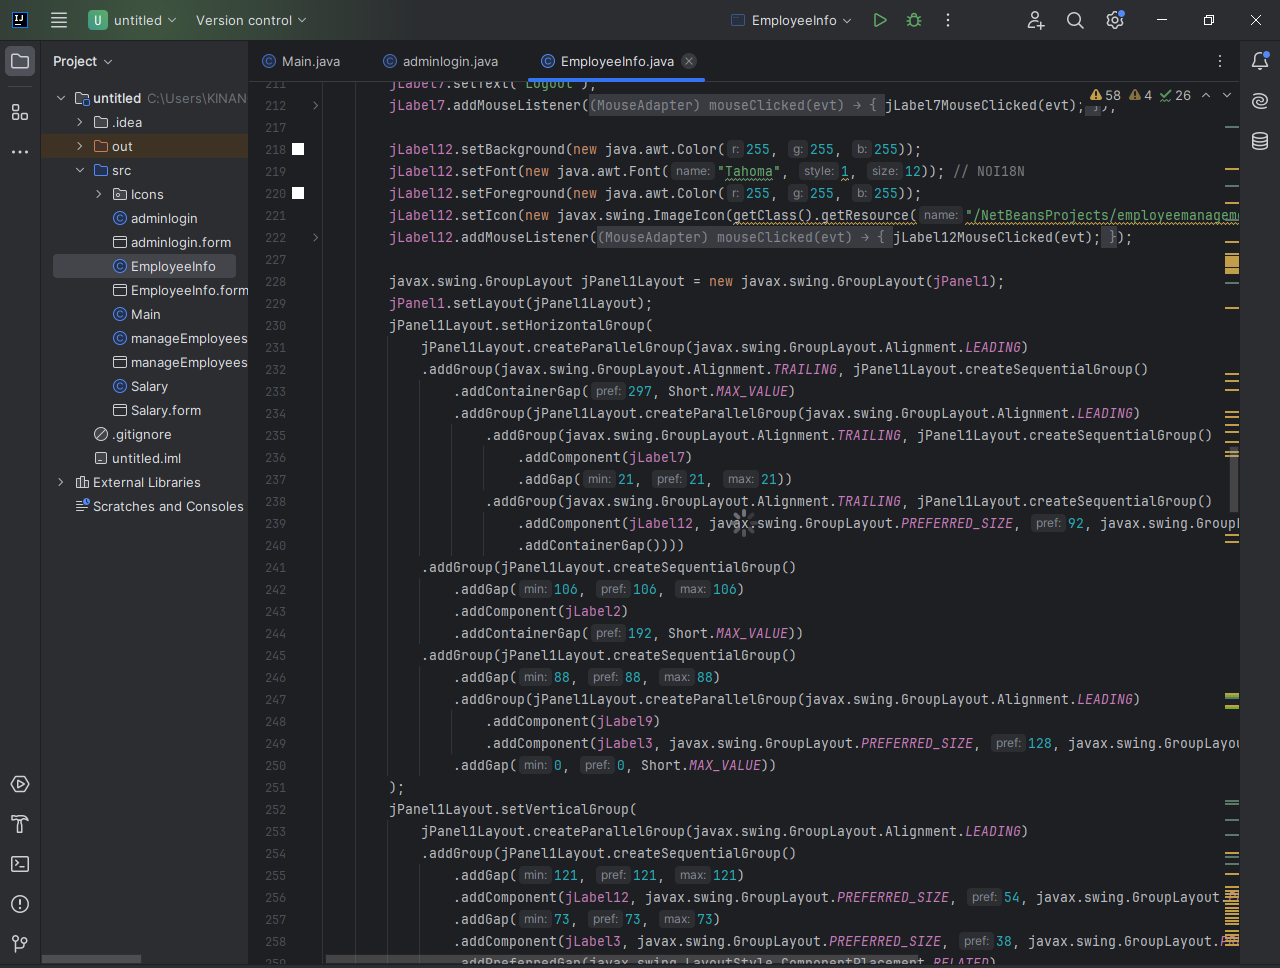 U untitled Version control EmployeeInfo
Project
Main.java adminlogin.java EmployeeInfo.java
untitled C:\Users\KINAN
.idea
out
src
Icons
adminlogin
adminlogin.form
EmployeeInfo
EmployeeInfo.form
Main
manageEmployees
manageEmployees
Salary
Salary.form
.gitignore
untitled.iml
External Libraries
Scratches and Consoles
58 4 26
211 jLabel7.setText("Logout");
212 jLabel7.addMouseListener((MouseAdapter) mouseClicked(evt) → { jLabel7MouseClicked(evt); });
217
218 jLabel12.setBackground(new java.awt.Color( r: 255, g: 255, b: 255));
219 jLabel12.setFont(new java.awt.Font( name: "Tahoma", style: 1, size: 12)); // NOI18N
220 jLabel12.setForeground(new java.awt.Color( r: 255, g: 255, b: 255));
221 jLabel12.setIcon(new javax.swing.ImageIcon(getClass().getResource( name: "/NetBeansProjects/employeemanageme
222 jLabel12.addMouseListener((MouseAdapter) mouseClicked(evt) → { jLabel12MouseClicked(evt); });
227
228 javax.swing.GroupLayout jPanel1Layout = new javax.swing.GroupLayout(jPanel1);
229 jPanel1.setLayout(jPanel1Layout);
230 jPanel1Layout.setHorizontalGroup(
231 jPanel1Layout.createParallelGroup(javax.swing.GroupLayout.Alignment.LEADING)
232 .addGroup(javax.swing.GroupLayout.Alignment.TRAILING, jPanel1Layout.createSequentialGroup()
233 .addContainerGap( pref: 297, Short.MAX_VALUE)
234 .addGroup(jPanel1Layout.createParallelGroup(javax.swing.GroupLayout.Alignment.LEADING)
235 .addGroup(javax.swing.GroupLayout.Alignment.TRAILING, jPanel1Layout.createSequentialGroup()
236 .addComponent(jLabel7)
237 .addGap( min: 21, pref: 21, max: 21))
238 .addGroup(javax.swing.GroupLayout.Alignment.TRAILING, jPanel1Layout.createSequentialGroup()
239 .addComponent(jLabel12, javax.swing.GroupLayout.PREFERRED_SIZE, pref: 92, javax.swing.GroupL
240 .addContainerGap())))
241 .addGroup(jPanel1Layout.createSequentialGroup()
242 .addGap( min: 106, pref: 106, max: 106)
243 .addComponent(jLabel2)
244 .addContainerGap( pref: 192, Short.MAX_VALUE))
245 .addGroup(jPanel1Layout.createSequentialGroup()
246 .addGap( min: 88, pref: 88, max: 88)
247 .addGroup(jPanel1Layout.createParallelGroup(javax.swing.GroupLayout.Alignment.LEADING)
248 .addComponent(jLabel9)
249 .addComponent(jLabel3, javax.swing.GroupLayout.PREFERRED_SIZE, pref: 128, javax.swing.GroupLayou
250 .addGap( min: 0, pref: 0, Short.MAX_VALUE))
251 );
252 jPanel1Layout.setVerticalGroup(
253 jPanel1Layout.createParallelGroup(javax.swing.GroupLayout.Alignment.LEADING)
254 .addGroup(jPanel1Layout.createSequentialGroup()
255 .addGap( min: 121, pref: 121, max: 121)
256 .addComponent(jLabel12, javax.swing.GroupLayout.PREFERRED_SIZE, pref: 54, javax.swing.GroupLayout.P
257 .addGap( min: 73, pref: 73, max: 73)
258 .addComponent(jLabel3, javax.swing.GroupLayout.PREFERRED_SIZE, pref: 38, javax.swing.GroupLayout.P
259 .addPreferredGap(javax.swing.LayoutStyle.ComponentPlacement.RELATED)